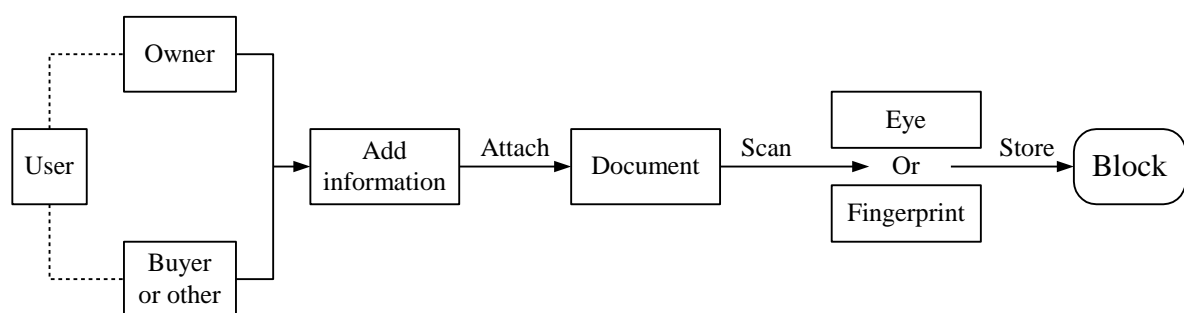 Owner
User
Buyer
or other
Add
information
Attach
Document
Scan
Eye
Or
Fingerprint
Store
Block